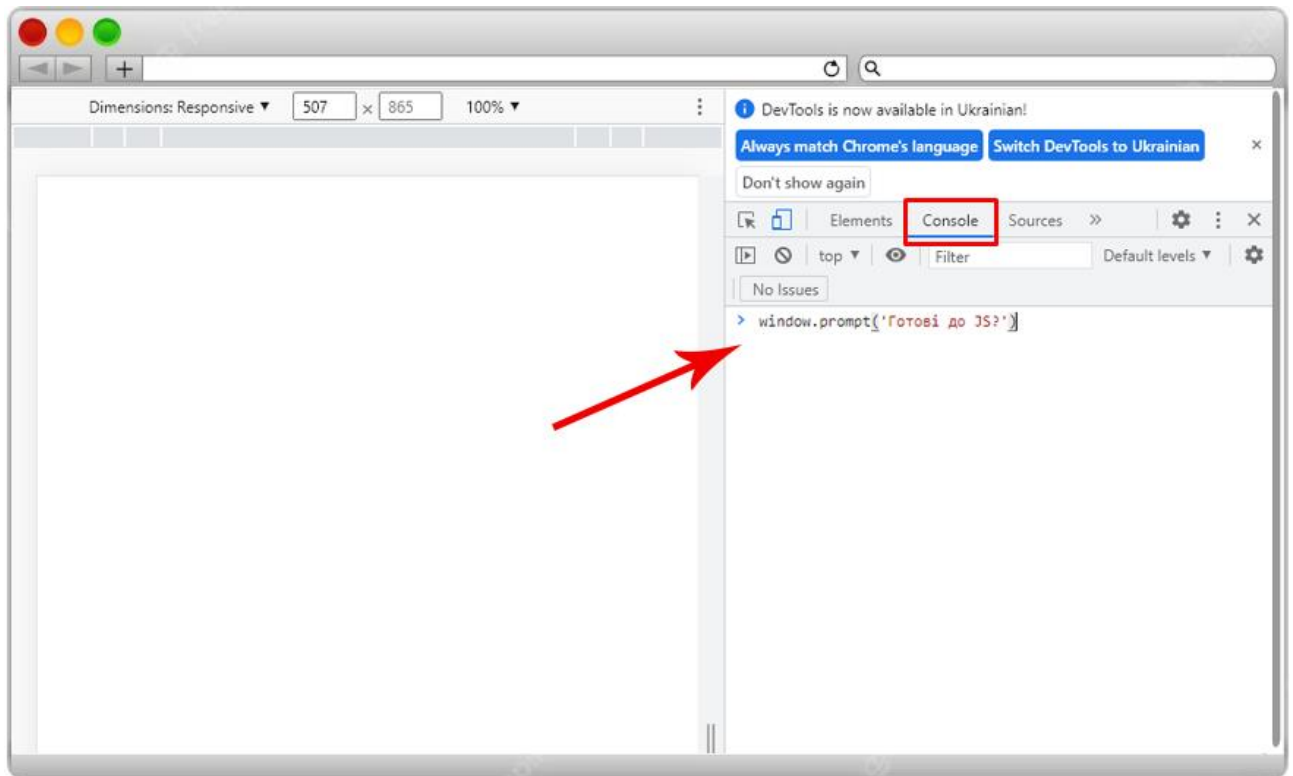 Dimensions: Responsive ▼ 507 × 865 100% ▼
DevTools is now available in Ukrainian!
Always match Chrome's language Switch DevTools to Ukrainian
Don't show again
Elements Console Sources
top ▼ Filter Default levels ▼
No Issues
> window.prompt('Готові до JS?')